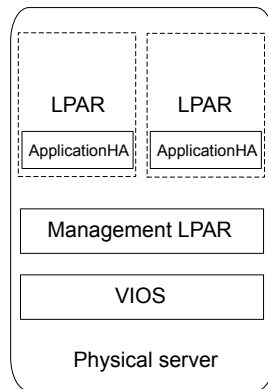 LPAR LPAR
ApplicationHA ApplicationHA
Management LPAR
VIOS
Physical server